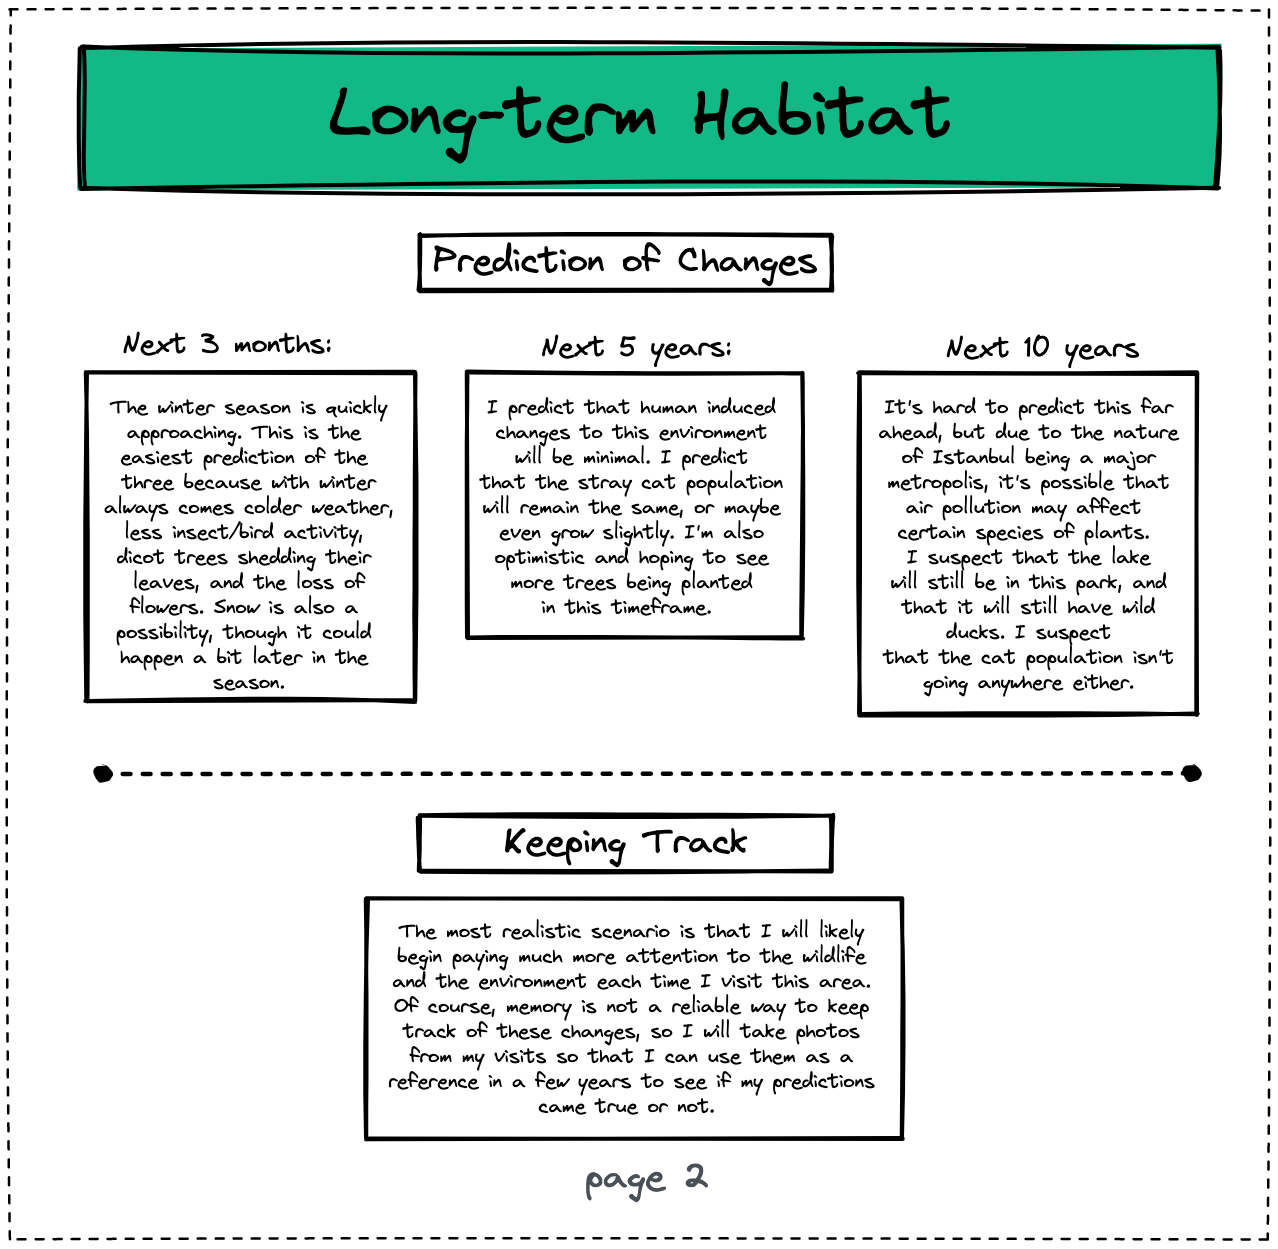 Long-term Habitat
Prediction of Changes
Next 3 months:
The winter season is quickly
approaching. This is the
easiest prediction of the
three because with winter
always comes colder weather,
less insect/bird activity,
dicot trees shedding their
leaves, and the loss of
flowers. Snow is also a
possibility, though it could
happen a bit later in the
season.
Next 5 years:
I predict that human induced
changes to this environment
will be minimal. I predict
that the stray cat population
will remain the same, or maybe
even grow slightly. I'm also
optimistic and hoping to see
more trees being planted
in this timeframe.
Next 10 years
It's hard to predict this far
ahead, but due to the nature
of Istanbul being a major
metropolis, it's possible that
air pollution may affect
certain species of plants.
I suspect that the lake
will still be in this park, and
that it will still have wild
ducks. I suspect
that the cat population isn't
going anywhere either.
Keeping Track
The most realistic scenario is that I will likely
begin paying much more attention to the wildlife
and the environment each time I visit this area.
Of course, memory is not a reliable way to keep
track of these changes, so I will take photos
from my visits so that I can use them as a
reference in a few years to see if my predictions
came true or not.
page 2